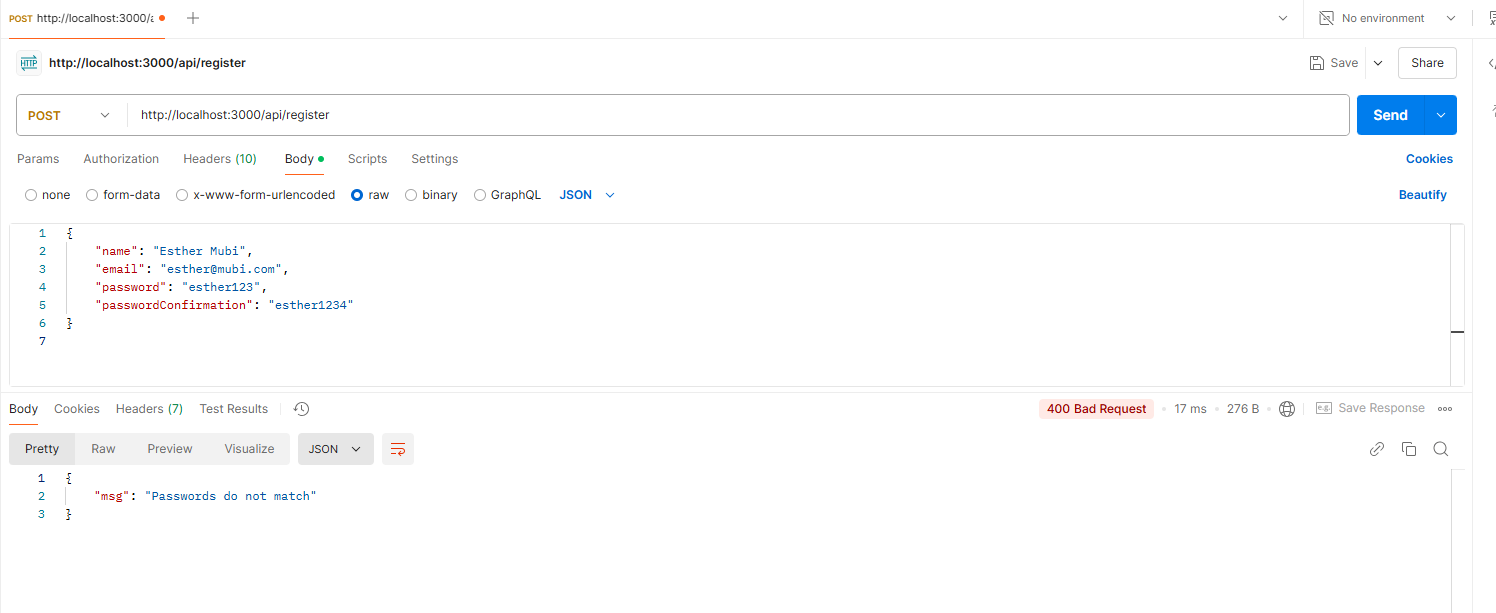 POST http://localhost:3000/a
No environment
HTTP http://localhost:3000/api/register
Save
Share
POST http://localhost:3000/api/register
Send
Params Authorization Headers (10) Body Scripts Settings
Cookies
none form-data x-www-form-urlencoded raw binary GraphQL JSON
Beautify
1 {
2 "name": "Esther Mubi",
3 "email": "esther@mubi.com",
4 "password": "esther123",
5 "passwordConfirmation": "esther1234"
6 }
7
Body Cookies Headers (7) Test Results
400 Bad Request 17 ms 276 B e.g. Save Response
Pretty Raw Preview Visualize JSON
1 {
2 "msg": "Passwords do not match"
3 }